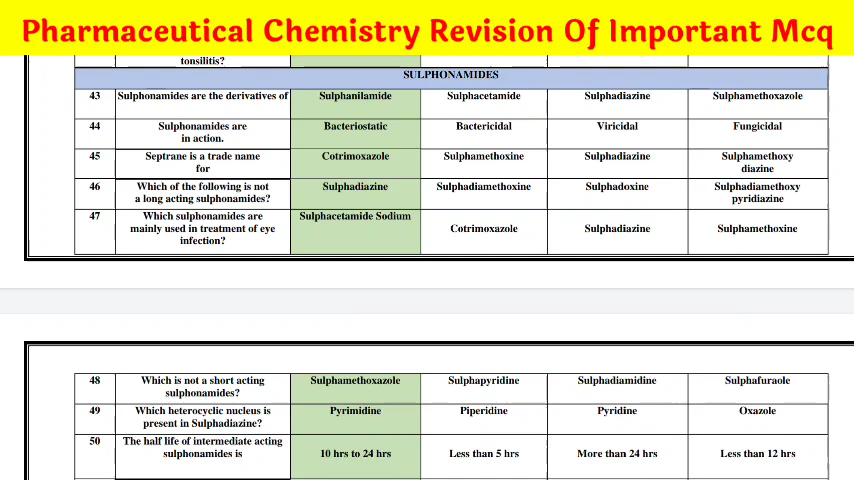 Pharmaceutical Chemistry Revision Of Important Mcq
tonsilitis?
SULPHONAMIDES
43 Sulphonamides are the derivatives of Sulphanilamide Sulphacetamide Sulphadiazine Sulphamethoxazole
44 Sulphonamides are Bacteriostatic Bactericidal Viricidal Fungicidal
in action.
45 Septrane is a trade name Cotrimoxazole Sulphamethoxine Sulphadiazine Sulphamethoxy
for diazine
46 Which of the following is not Sulphadiazine Sulphadiamethoxine Sulphadoxine Sulphadiamethoxy
a long acting sulphonamides? pyridiazine
47 Which sulphonamides are Sulphacetamide Sodium
mainly used in treatment of eye Cotrimoxazole Sulphadiazine Sulphamethoxine
infection?
48 Which is not a short acting Sulphamethoxazole Sulphapyridine Sulphadiamidine Sulphafuraole
sulphonamides?
49 Which heterocyclic nucleus is Pyrimidine Piperidine Pyridine Oxazole
present in Sulphadiazine?
50 The half life of intermediate acting
sulphonamides is 10 hrs to 24 hrs Less than 5 hrs More than 24 hrs Less than 12 hrs